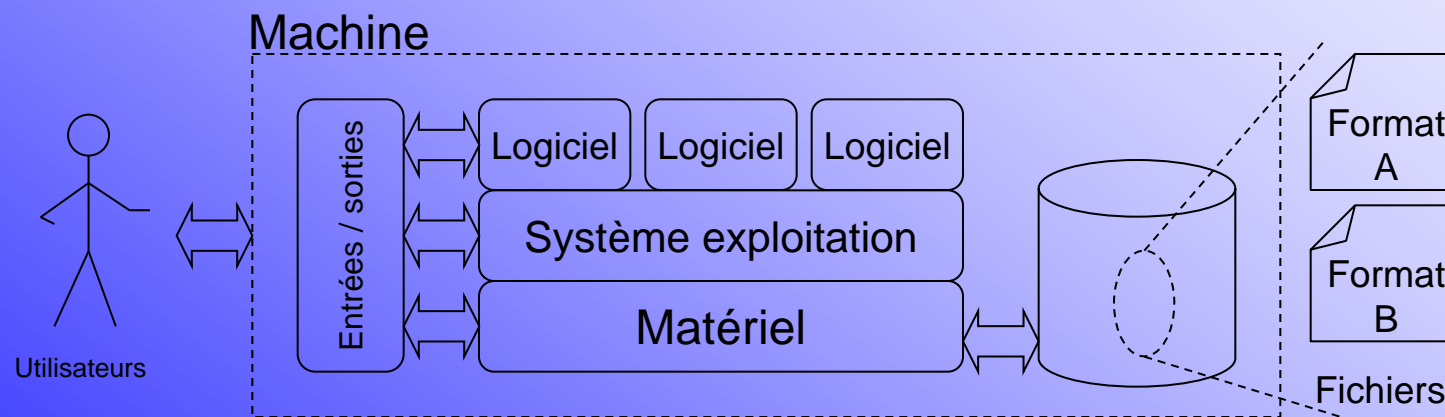 Machine
Entrées / sorties
Logiciel
Logiciel
Logiciel
Système exploitation
Matériel
Utilisateurs
Format
A
Format
B
Fichiers